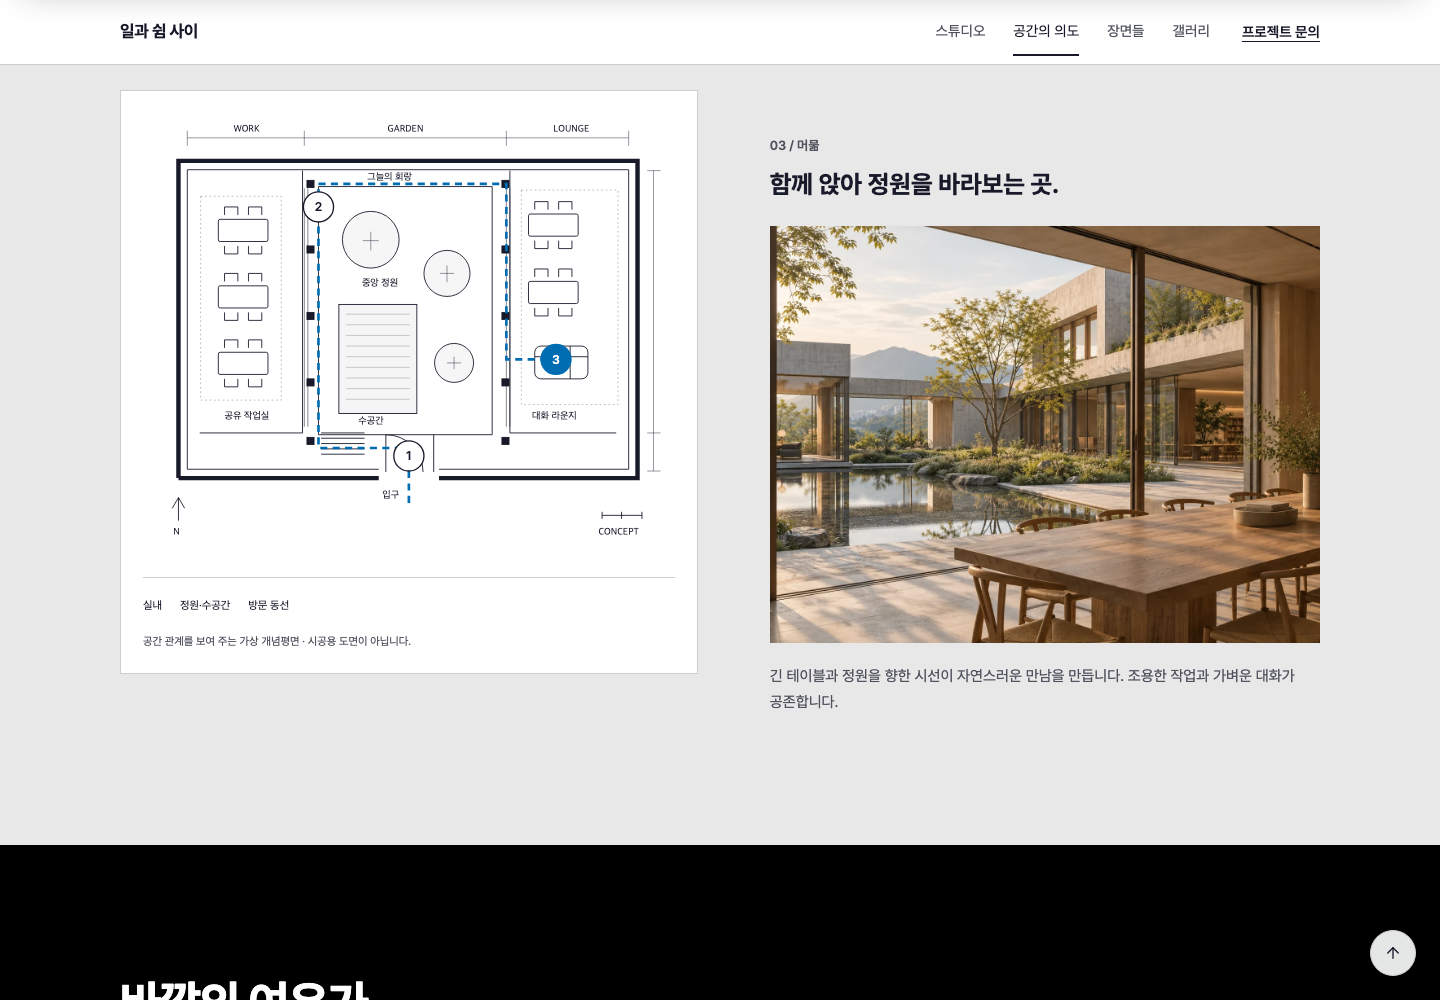 일과 쉼 사이
스튜디오 공간의 의도 장면들 갤러리 프로젝트 문의
WORK GARDEN LOUNGE
그늘의 회랑
2
중앙 정원
3
공유 작업실
대화 라운지
수공간
1
입구
N
CONCEPT
실내 정원·수공간 방문 동선
공간 관계를 보여 주는 가상 개념평면 · 시공용 도면이 아닙니다.
03 / 머묾
함께 앉아 정원을 바라보는 곳.
긴 테이블과 정원을 향한 시선이 자연스러운 만남을 만듭니다. 조용한 작업과 가벼운 대화가
공존합니다.
바깥의 여유가